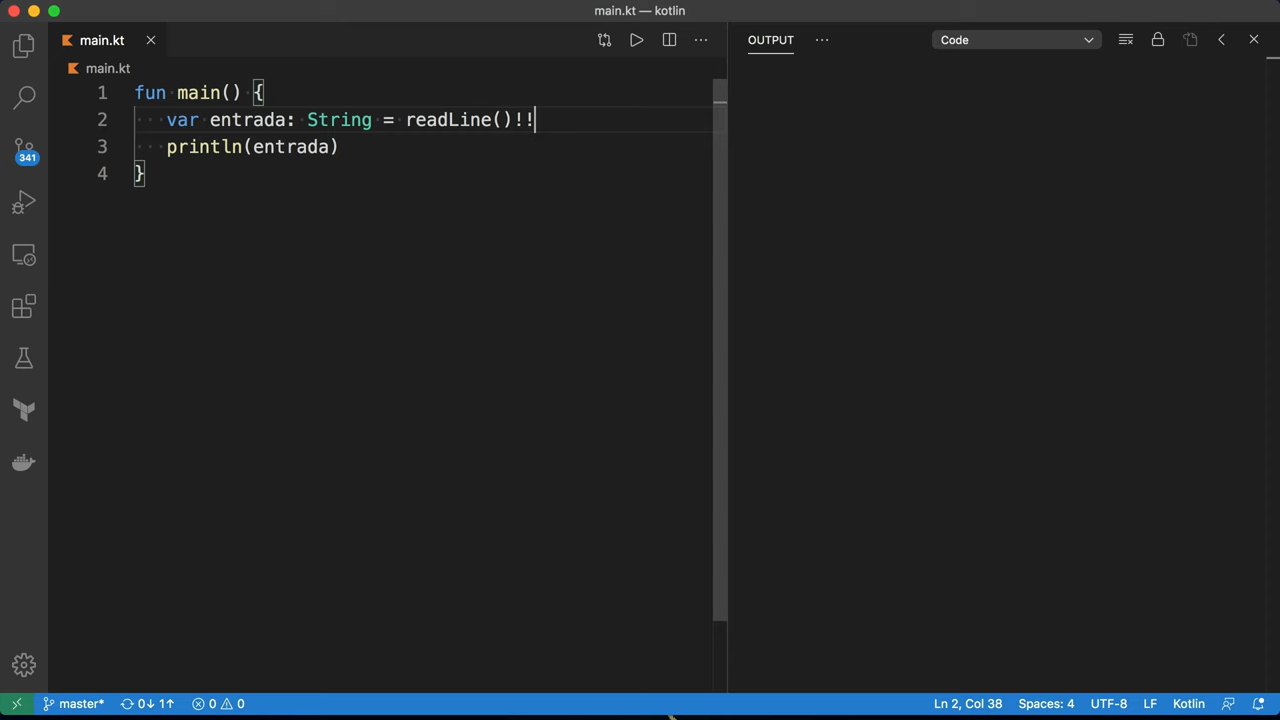 main.kt — kotlin
main.kt
OUTPUT
Code
main.kt
1 fun main() {
2 var entrada: String = readLine()!!
3 println(entrada)
4 }
341
master* 0↓ 1↑ 0 0 Ln 2, Col 38 Spaces: 4 UTF-8 LF Kotlin